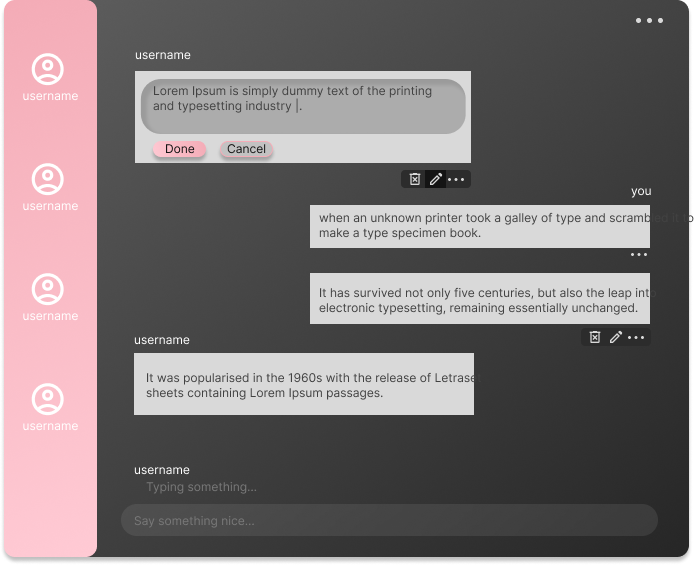 username
username
username
username
username
Lorem Ipsum is simply dummy text of the printing
and typesetting industry |.
Done
Cancel
you
when an unknown printer took a galley of type and scrambled it to
make a type specimen book.
It has survived not only five centuries, but also the leap into
electronic typesetting, remaining essentially unchanged.
username
It was popularised in the 1960s with the release of Letraset
sheets containing Lorem Ipsum passages.
username
Typing something...
Say something nice...